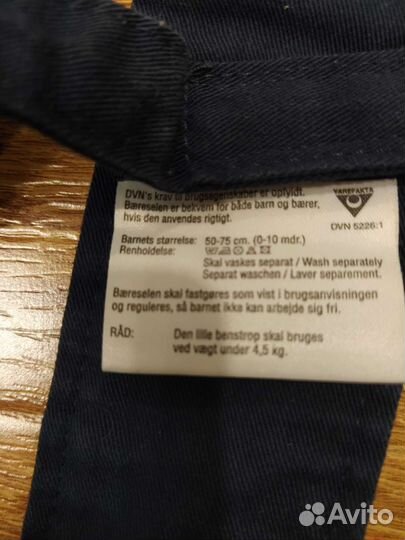 DVN's krav til brugsegenskaber er opfyldt.
Bæreselen er bekvem for både barn og bærer,
hvis den anvendes rigtigt.
VAREFAKTA
DVN 5226:1
Barnets størrelse: 50-75 cm. (0-10 mdr.)
Renholdelse:
Skal vaskes separat / Wash separately
Separat waschen / Laver separement.
Bæreselen skal fastgøres som vist i brugsanvisningen
og reguleres, så barnet ikke kan arbejde sig fri.
RÅD: Den lille benstrop skal bruges
ved vægt under 4,5 kg.
Avito